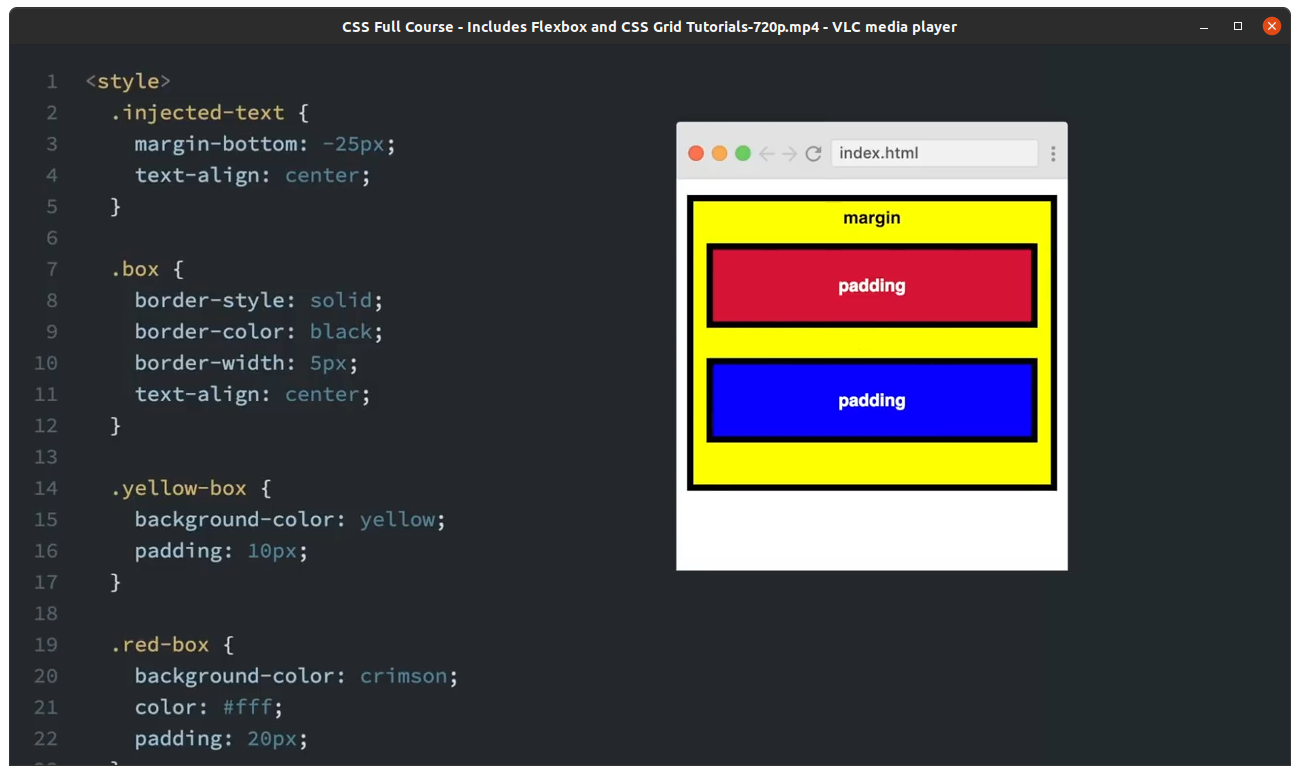 CSS Full Course - Includes Flexbox and CSS Grid Tutorials-720p.mp4 - VLC media player
1 <style>
2 .injected-text {
3 margin-bottom: -25px;
4 text-align: center;
5 }
6
7 .box {
8 border-style: solid;
9 border-color: black;
10 border-width: 5px;
11 text-align: center;
12 }
13
14 .yellow-box {
15 background-color: yellow;
16 padding: 10px;
17 }
18
19 .red-box {
20 background-color: crimson;
21 color: #fff;
22 padding: 20px;
index.html
margin
padding
padding